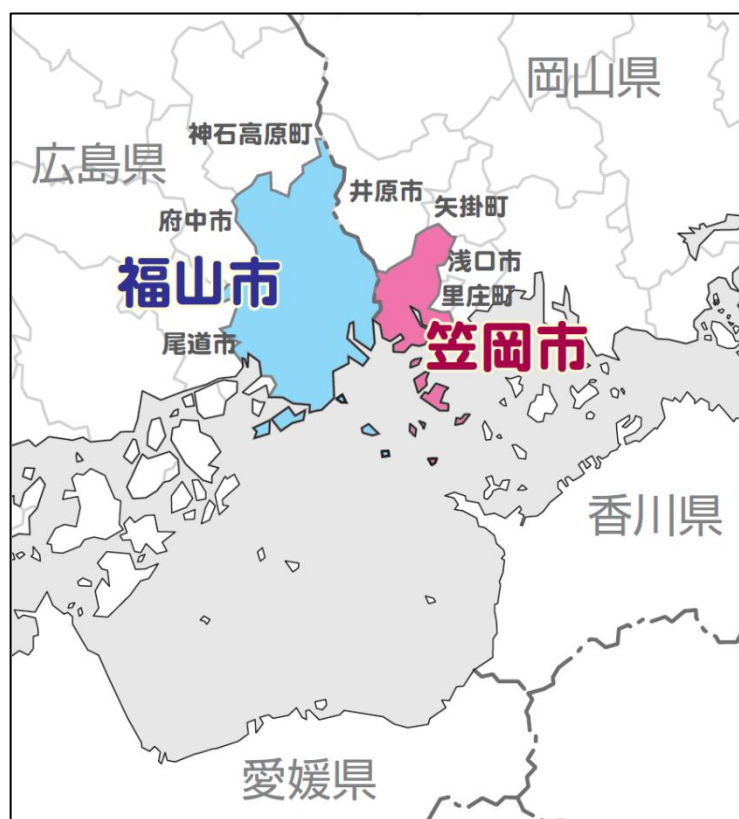 岡山県
神石高原町
広島県
井原市
矢掛町
府中市
浅口市
福山市
里庄町
尾道市
笠岡市
香川県
愛媛県